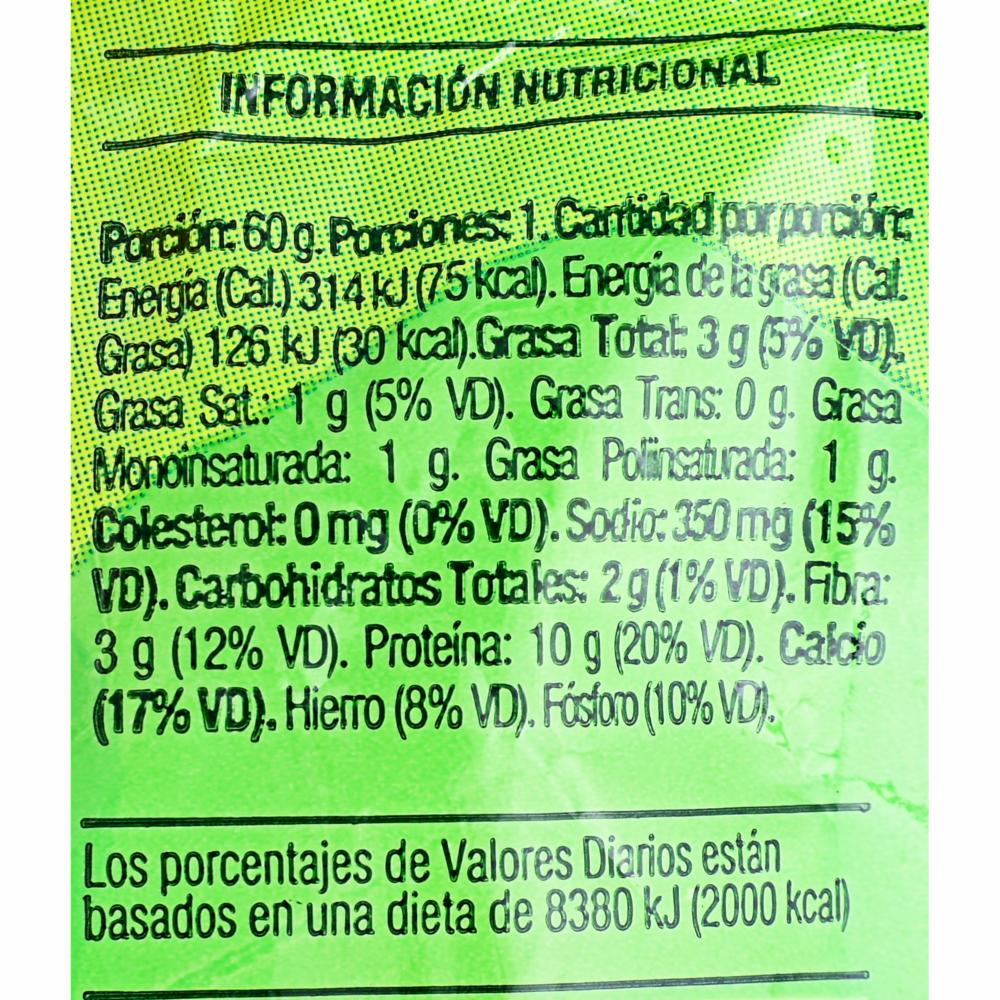 INFORMACIÓN NUTRICIONAL
Porción: 60 g. Porciones: 1. Cantidad por porción:
Energía (Cal.) 314 kJ (75 kcal). Energía de la grasa (Cal.
Grasa) 126 kJ (30 kcal).Grasa Total: 3 g (5% VD).
Grasa Sat.: 1 g (5% VD). Grasa Trans: 0 g. Grasa
Monoinsaturada: 1 g. Grasa Poliinsaturada: 1 g.
Colesterol: 0 mg (0% VD). Sodio: 350 mg (15%
VD). Carbohidratos Totales: 2 g (1% VD). Fibra:
3 g (12% VD). Proteína: 10 g (20% VD). Calcio
(17% VD). Hierro (8% VD). Fósforo (10% VD).
Los porcentajes de Valores Diarios están
basados en una dieta de 8380 kJ (2000 kcal)